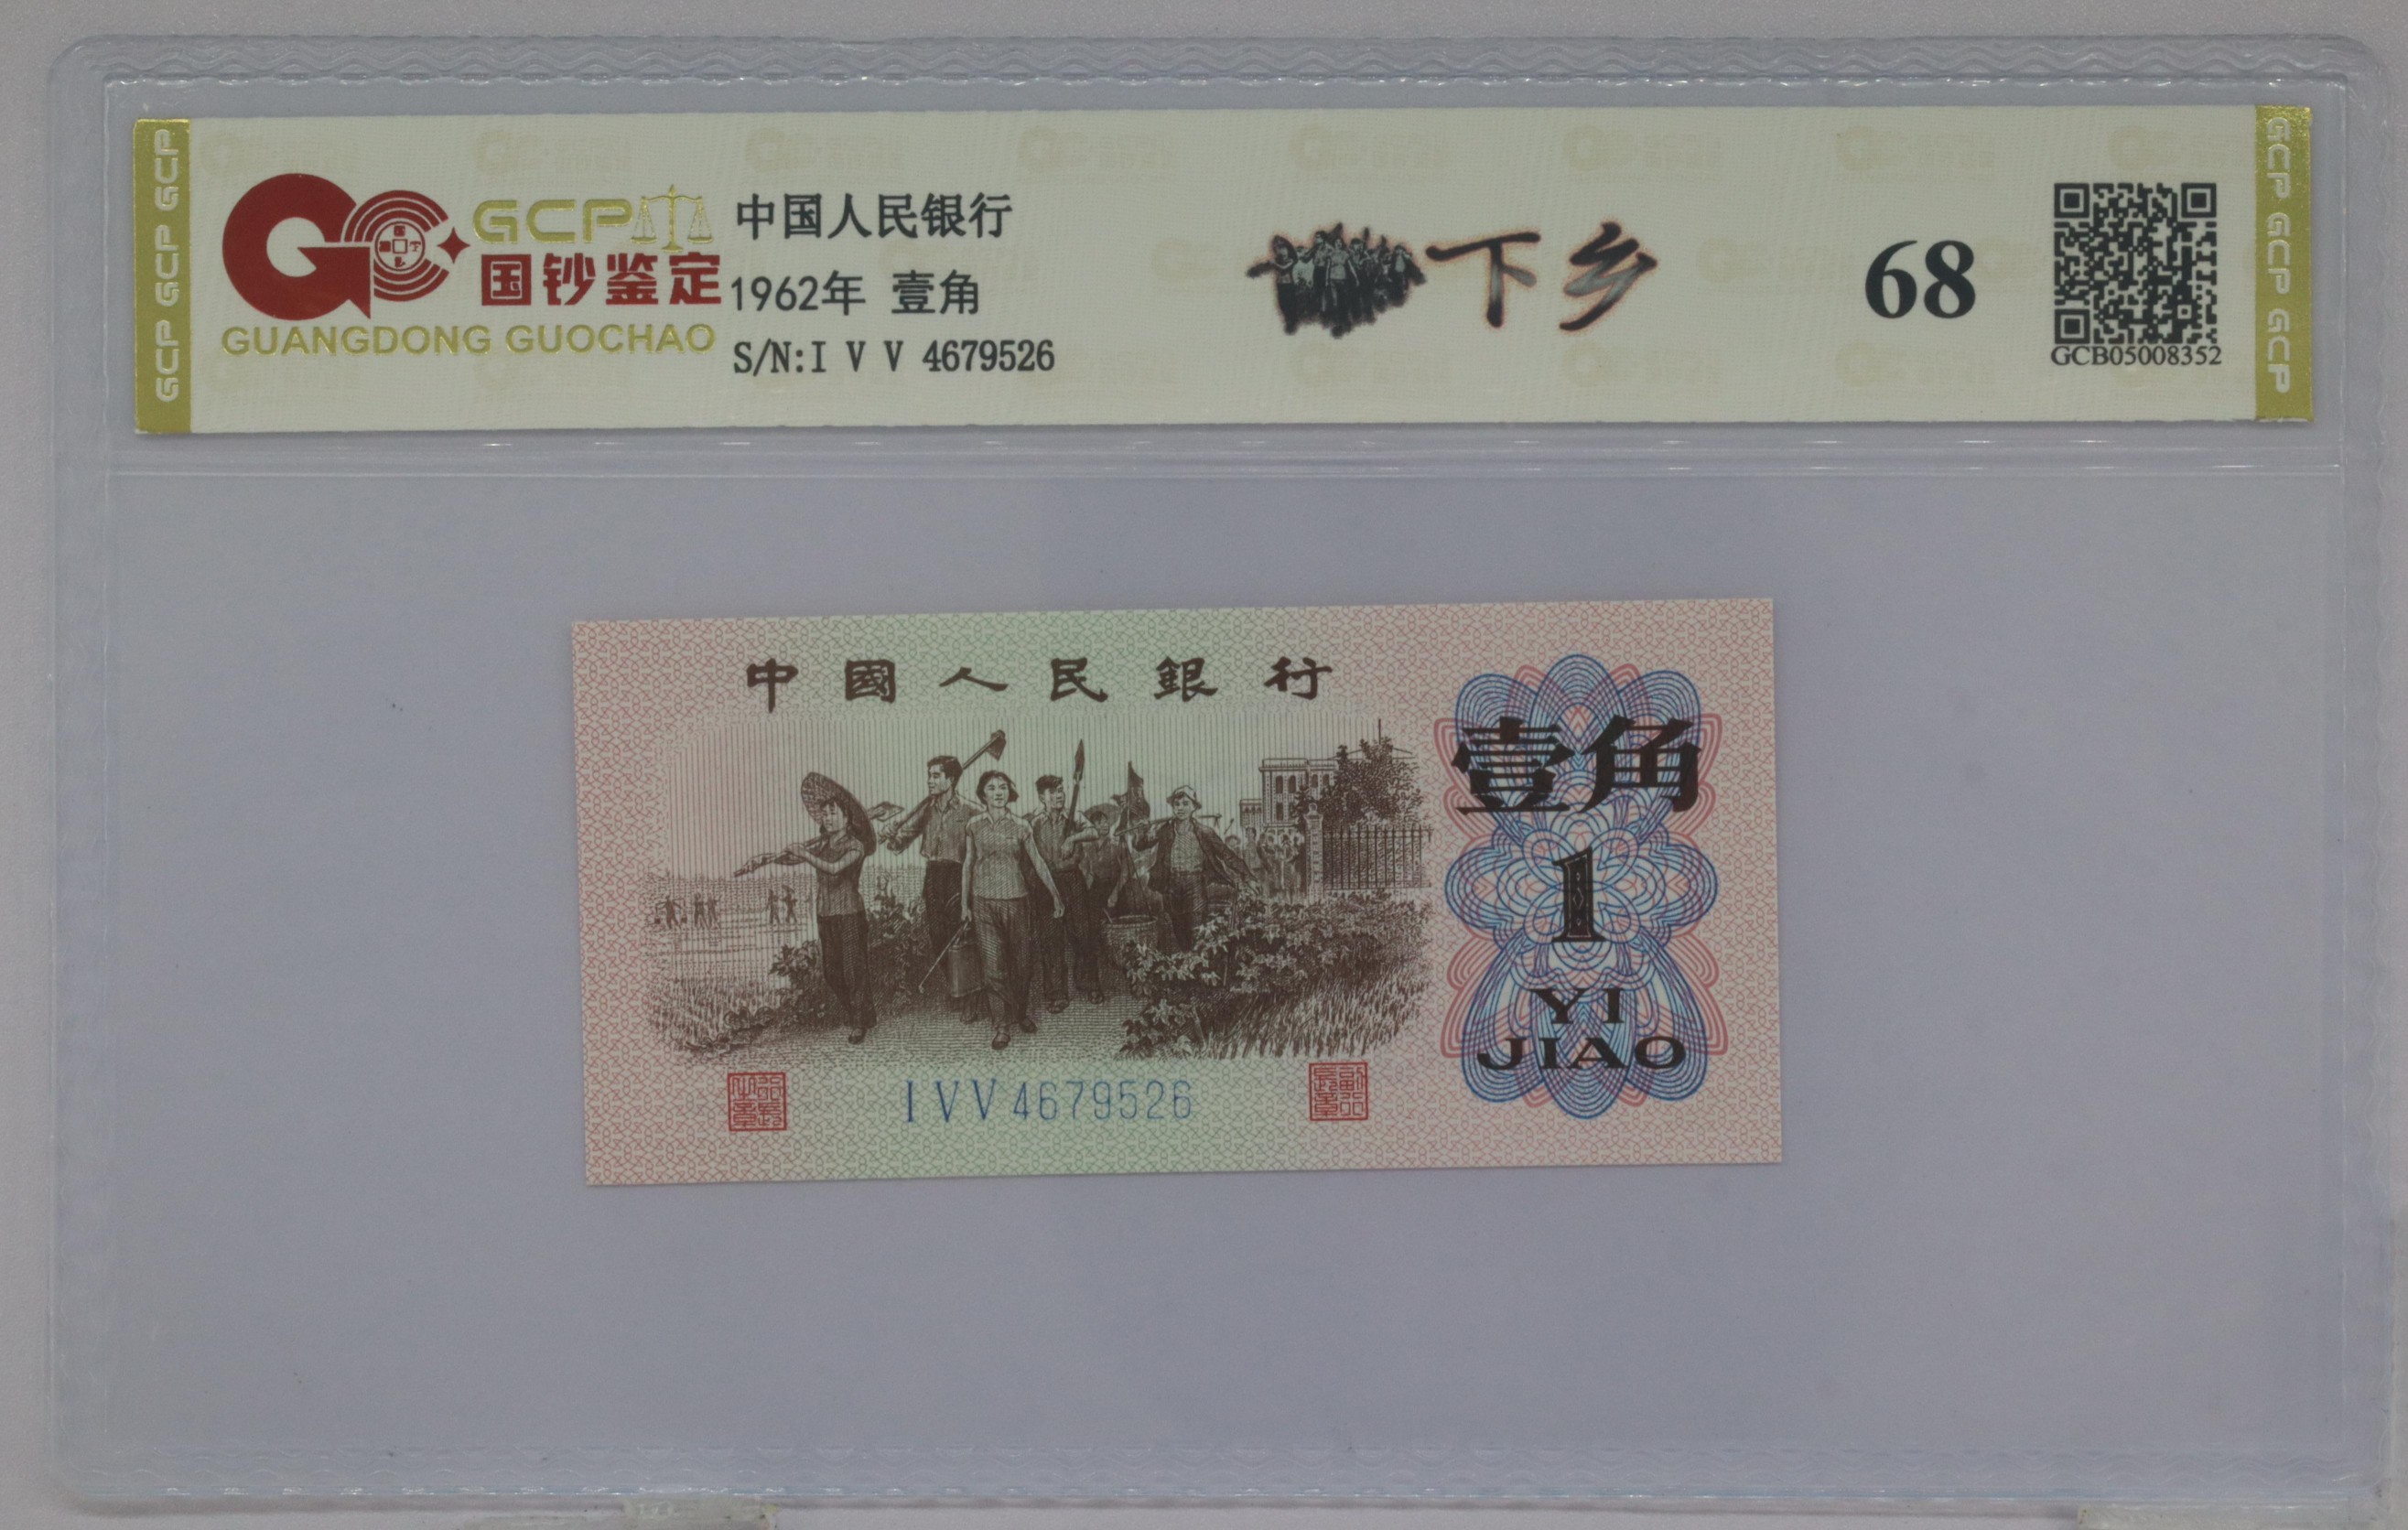 GCP GCP GCP
GCP
国钞鉴定
GUANGDONG GUOCHAO
中国人民银行
1962年 壹角
S/N:I V V 4679526
下乡
68
GCB05008352
GCP GCP GCP
中國人民銀行
壹角
1
YI
JIAO
I V V 4679526